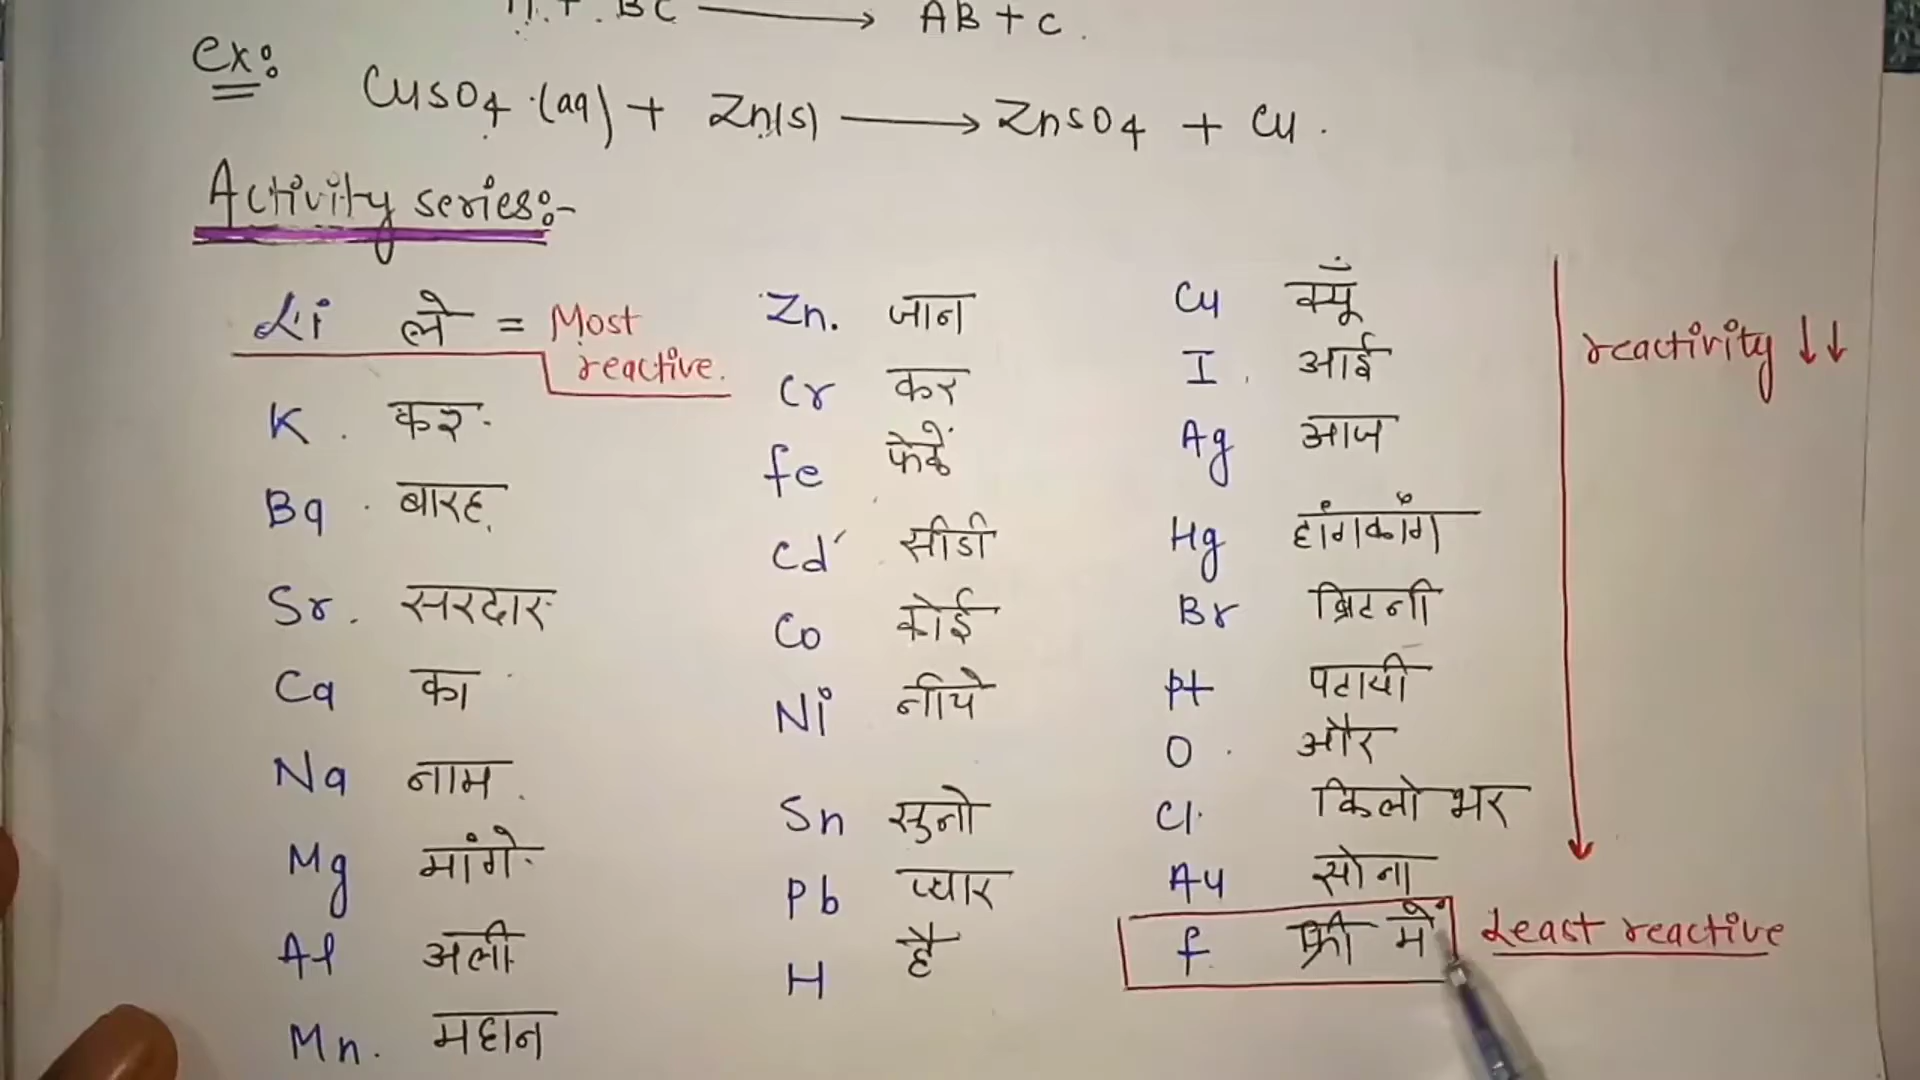 A + BC ⟶ AB + C.
ex:
CuSO4 (aq) + Zn(s) ⟶ ZnSO4 + Cu.
Activity series:-
Li ले = Most reactive.
K. कर
Ba बारह
Sr. सरदार
Ca का
Na नाम
Mg मांगे
Al अली
Mn. महान
Zn. जान
Cr कर
fe फेके
Cd सीडी
Co कोई
Ni नीचे
Sn सुनो
Pb प्यार
H है
Cu क्यूँ
I आई
Ag आज
Hg हांगकॉंग
Br ब्रिटनी
Pt पटायी
O और
Cl किलो भर
Au सोना
f फ्री में
Least reactive
reactivity ↓↓